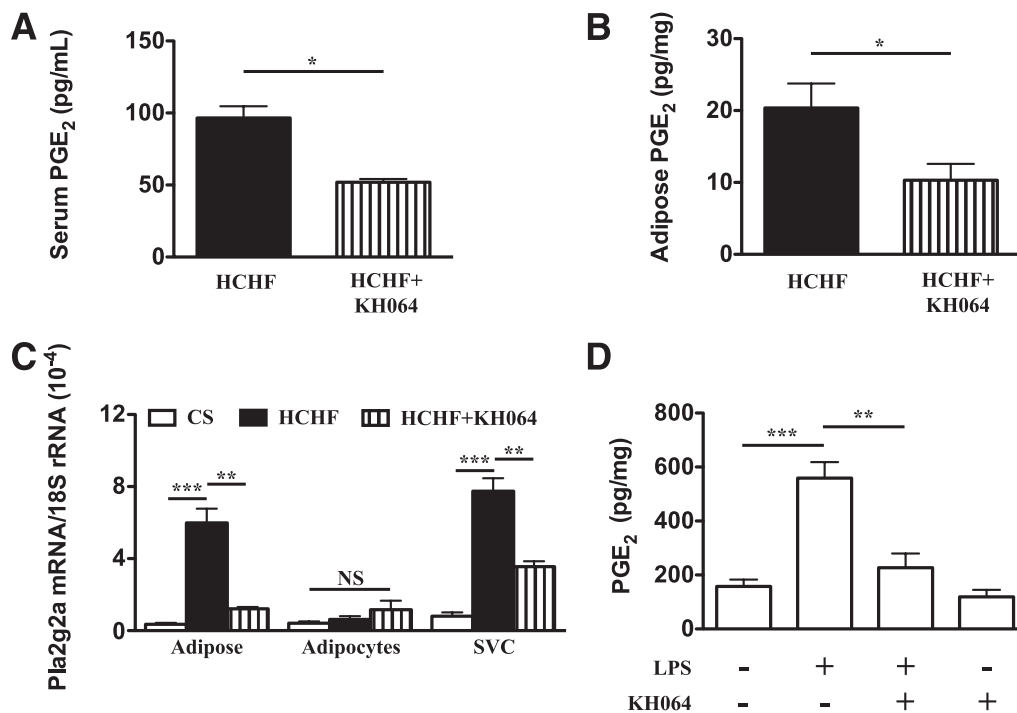 A
Serum PGE2 (pg/mL)
150
100
50
0
*
HCHF
HCHF+
KH064
B
Adipose PGE2 (pg/mg)
30
20
10
0
*
HCHF
HCHF+
KH064
C
Pla2g2a mRNA/18S rRNA (10-4)
12
8
4
0
CS HCHF HCHF+KH064
*** **
NS
*** **
Adipose Adipocytes SVC
D
PGE2 (pg/mg)
800
600
400
200
0
*** **
LPS - + + -
KH064 - - + +